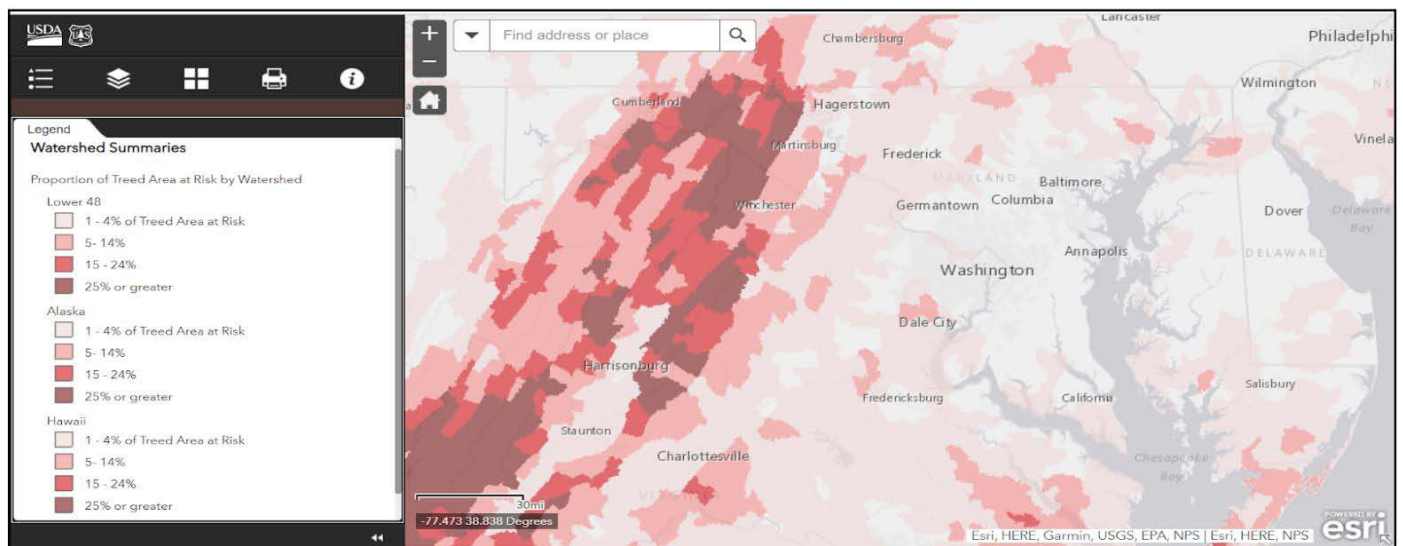 USDA
UAS
Find address or place
Legend
Watershed Summaries
Proportion of Treed Area at Risk by Watershed
Lower 48
1 - 4% of Treed Area at Risk
5- 14%
15 - 24%
25% or greater
Alaska
1 - 4% of Treed Area at Risk
5- 14%
15 - 24%
25% or greater
Hawaii
1 - 4% of Treed Area at Risk
5- 14%
15 - 24%
25% or greater
Lancaster
Chambersburg
Philadelphi
Wilmington
Cumberland
Hagerstown
Vinela
Martinsburg
Frederick
MARYLAND
Baltimore
Winchester
Germantown
Columbia
Dover
Delaware
Bay
Annapolis
DELAWARE
Washington
Dale City
Harrisonburg
Salisbury
Fredericksburg
California
Staunton
Charlottesville
Chesapeake
Bay
VIRGINIA
30mi
-77.473 38.838 Degrees
Esri, HERE, Garmin, USGS, EPA, NPS | Esri, HERE, NPS
POWERED BY
esri